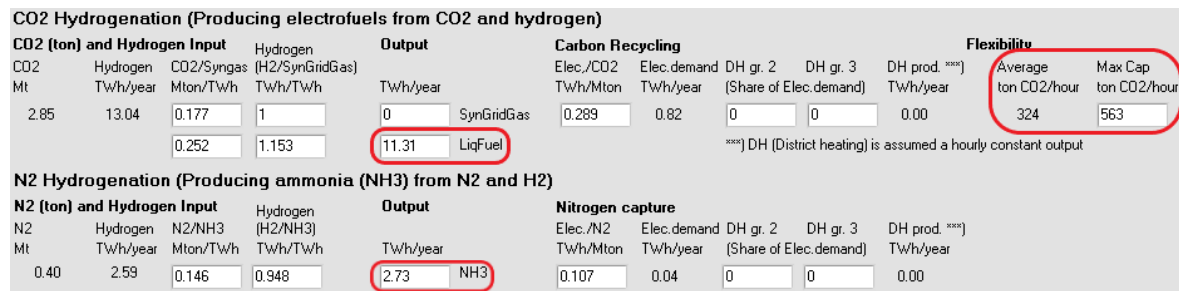 CO2 Hydrogenation (Producing electrofuels from CO2 and hydrogen)
CO2 (ton) and Hydrogen Input Hydrogen Output Carbon Recycling Flexibility
CO2 Hydrogen CO2/Syngas (H2/SynGridGas) Elec./CO2 Elec.demand DH gr. 2 DH gr. 3 DH prod. ***) Average Max Cap
Mt TWh/year Mton/TWh TWh/TWh TWh/year TWh/Mton TWh/year (Share of Elec.demand) TWh/year ton CO2/hour ton CO2/hour
2.85 13.04 0.177 1 0 SynGridGas 0.289 0.82 0 0 0.00 324 563
0.252 1.153 11.31 LiqFuel ***) DH (District heating) is assumed a hourly constant output
N2 Hydrogenation (Producing ammonia (NH3) from N2 and H2)
N2 (ton) and Hydrogen Input Hydrogen Output Nitrogen capture
N2 Hydrogen N2/NH3 (H2/NH3) Elec./N2 Elec.demand DH gr. 2 DH gr. 3 DH prod. ***)
Mt TWh/year Mton/TWh TWh/TWh TWh/year TWh/Mton TWh/year (Share of Elec.demand) TWh/year
0.40 2.59 0.146 0.948 2.73 NH3 0.107 0.04 0 0 0.00